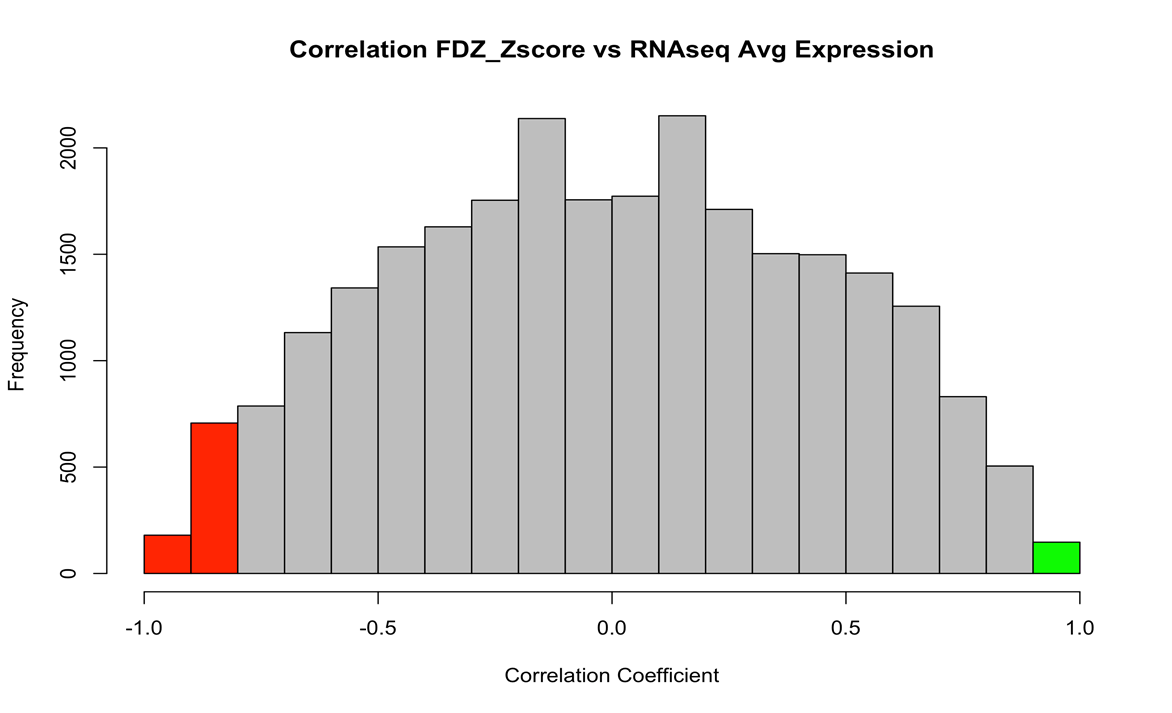 Correlation FDZ_Zscore vs RNAseq Avg Expression
Frequency
2000
1500
1000
500
0
-1.0 -0.5 0.0 0.5 1.0
Correlation Coefficient